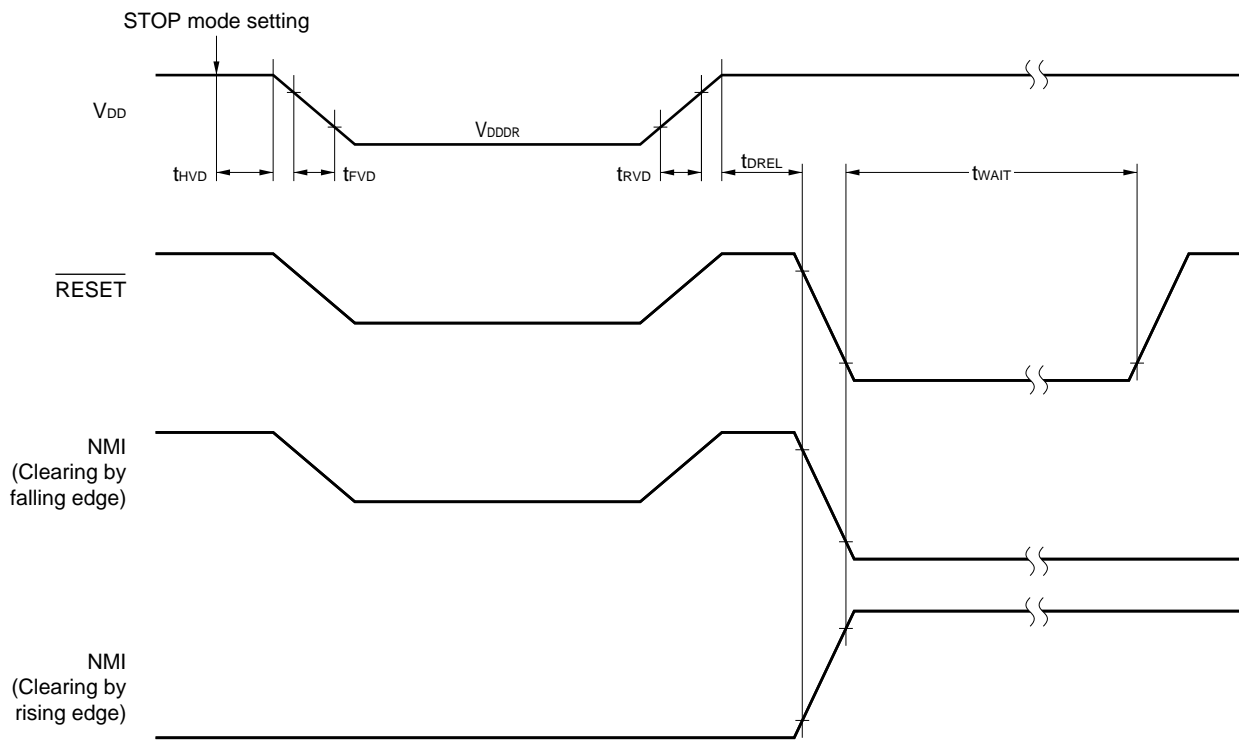 STOP mode setting
VDD
VDDDR
tHVD
tFVD
tRVD
tDREL
tWAIT
RESET
NMI
(Clearing by
falling edge)
NMI
(Clearing by
rising edge)